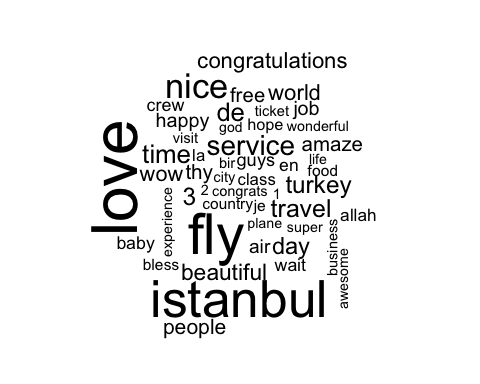 congratulations
nice free world
crew de ticket job
happy god hope wonderful
visit service amaze
time la bir guys en life
food
wow thy city class turkey
3 2 congrats 1
love experience country je travel allah
fly plane super
baby air day business
bless beautiful wait awesome
istanbul
people